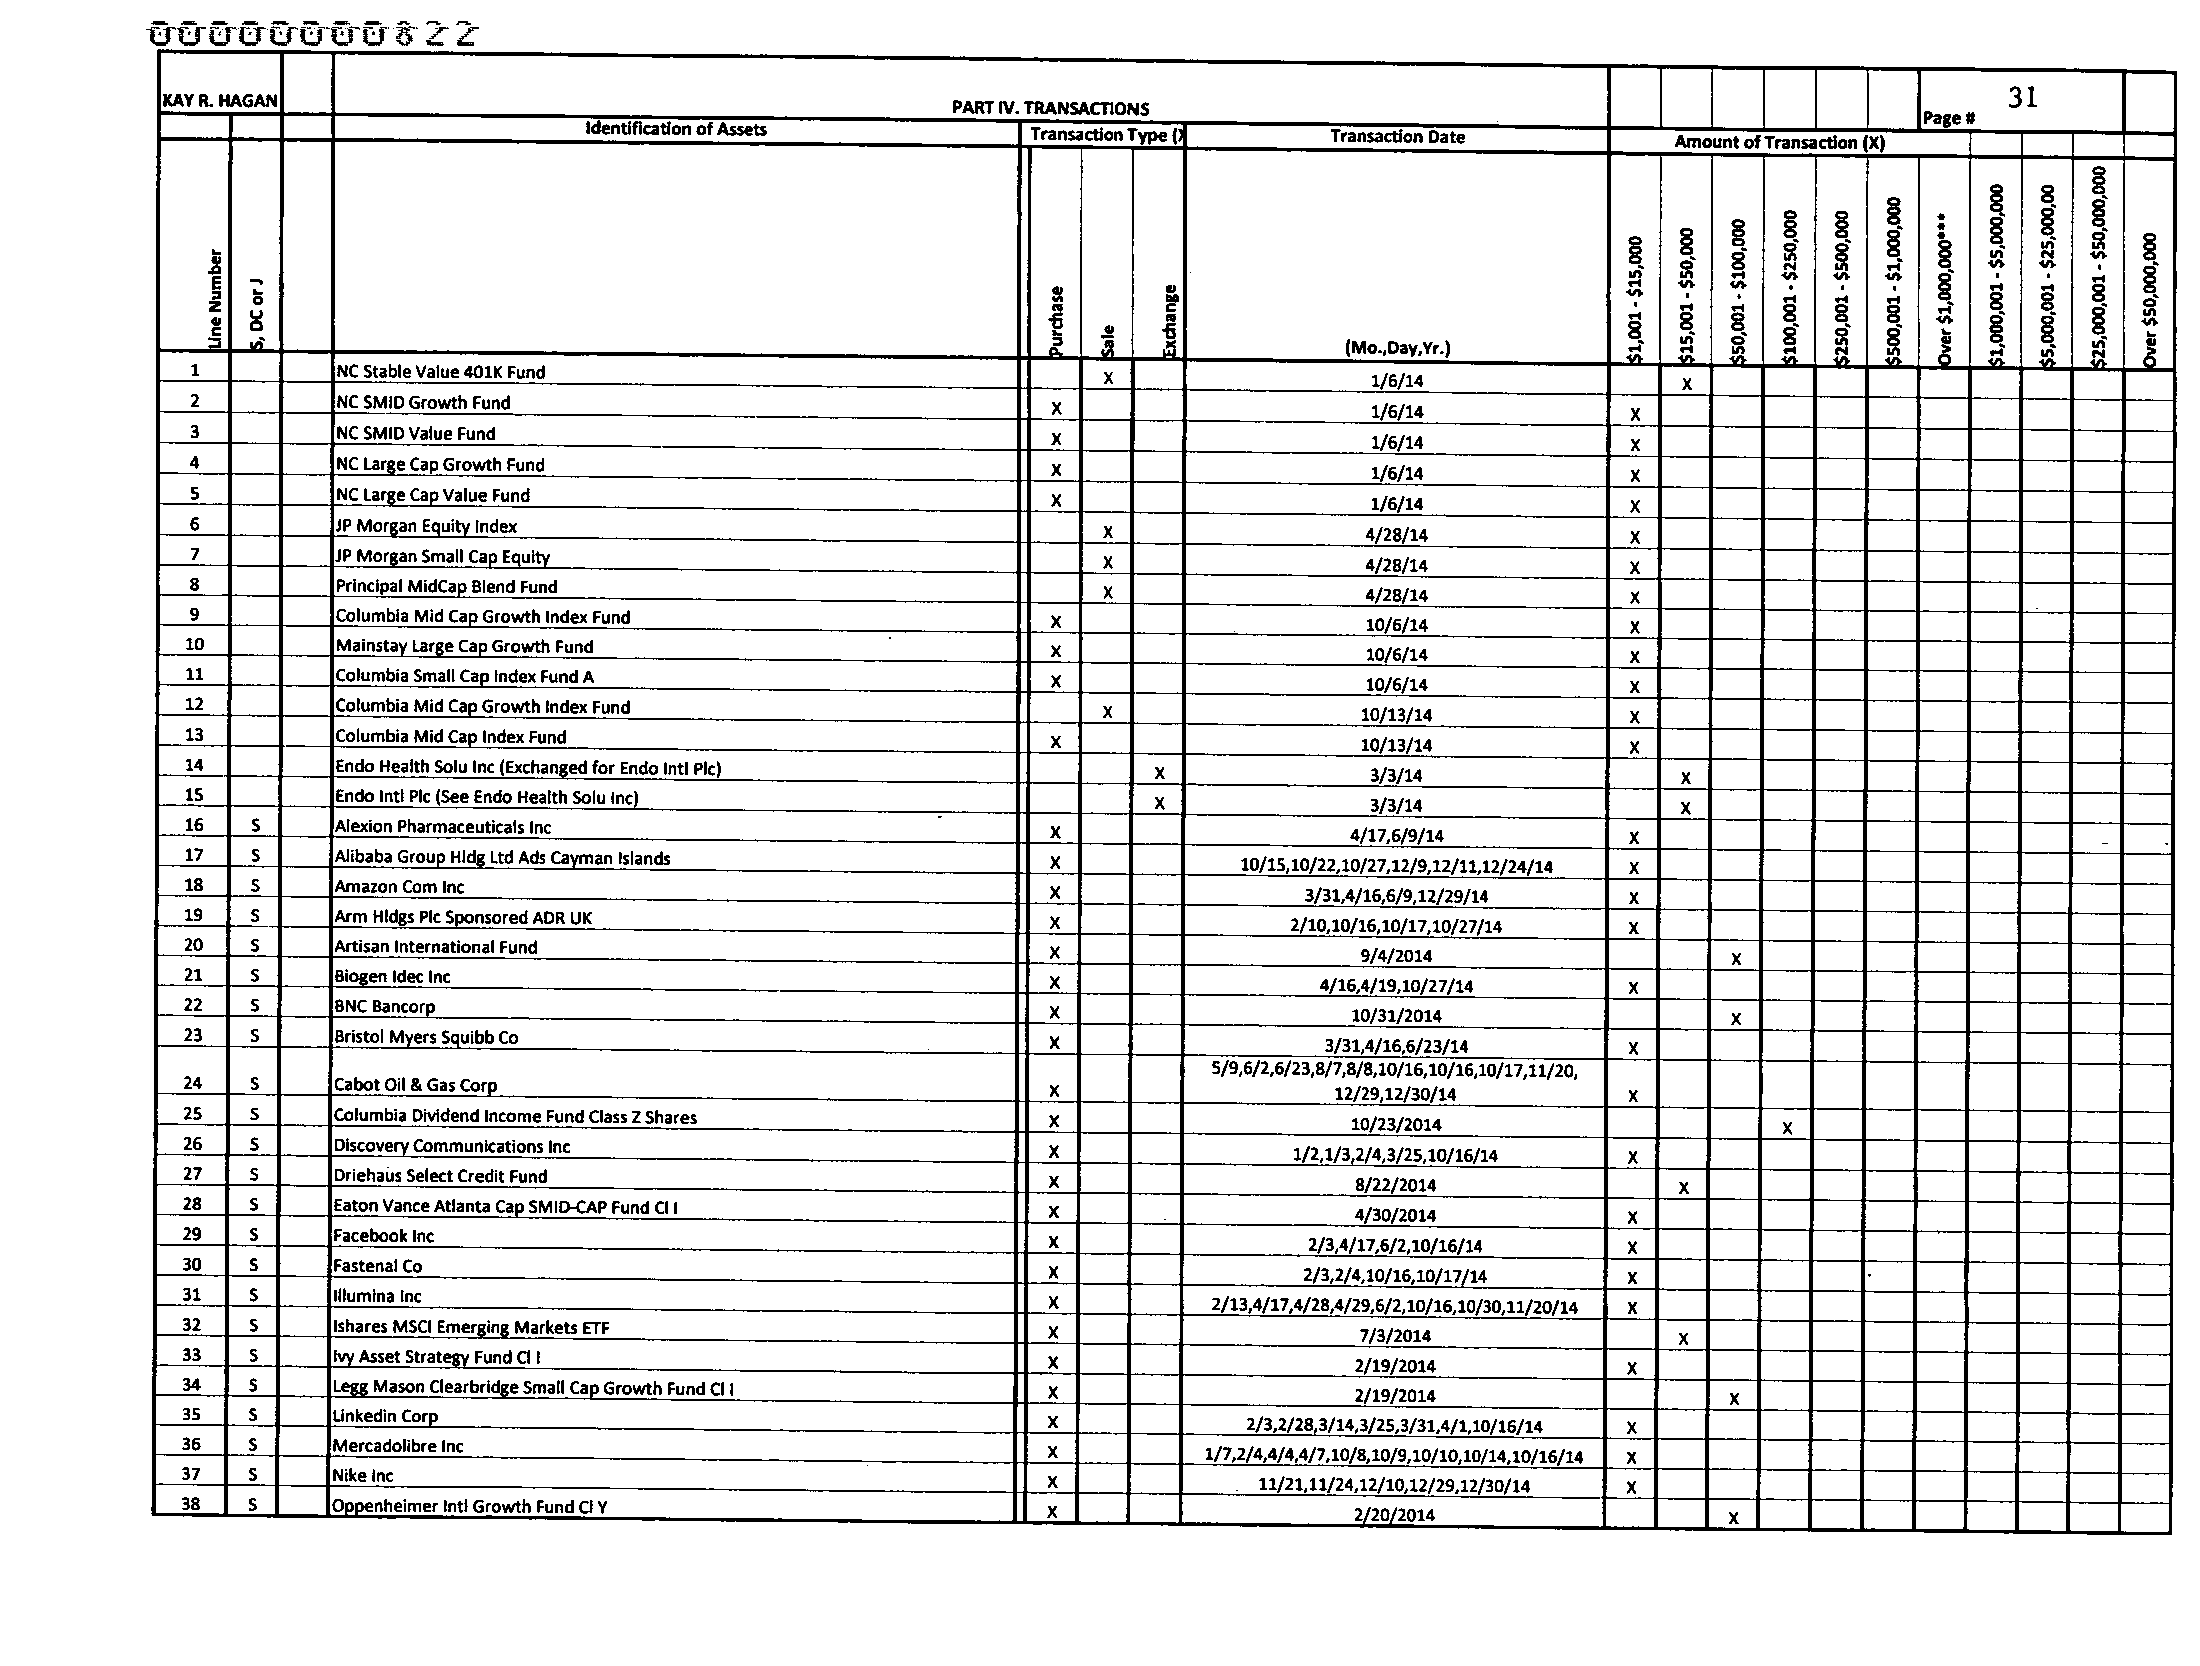 00000000822
KAY R. HAGAN PART IV. TRANSACTIONS Page # 31
Identification of Assets Transaction Type (X Transaction Date Amount of Transaction (X)
Line Number S, DC or J Purchase Sale Exchange (Mo.,Day,Yr.) $1,001 - $15,000 $15,001 - $50,000 $50,001 - $100,000 $100,001 - $250,000 $250,001 - $500,000 $500,001 - $1,000,000 Over $1,000,000*** $1,000,001 - $5,000,000 $5,000,001 - $25,000,00 $25,000,001 - $50,000,000 Over $50,000,000
1 NC Stable Value 401K Fund X 1/6/14 X
2 NC SMID Growth Fund X 1/6/14 X
3 NC SMID Value Fund X 1/6/14 X
4 NC Large Cap Growth Fund X 1/6/14 X
5 NC Large Cap Value Fund X 1/6/14 X
6 JP Morgan Equity Index X 4/28/14 X
7 JP Morgan Small Cap Equity X 4/28/14 X
8 Principal MidCap Blend Fund X 4/28/14 X
9 Columbia Mid Cap Growth Index Fund X 10/6/14 X
10 Mainstay Large Cap Growth Fund X 10/6/14 X
11 Columbia Small Cap Index Fund A X 10/6/14 X
12 Columbia Mid Cap Growth Index Fund X 10/13/14 X
13 Columbia Mid Cap Index Fund X 10/13/14 X
14 Endo Health Solu Inc (Exchanged for Endo Intl Plc) X 3/3/14 X
15 Endo Intl Plc (See Endo Health Solu Inc) X 3/3/14 X
16 S Alexion Pharmaceuticals Inc X 4/17,6/9/14 X
17 S Alibaba Group Hldg Ltd Ads Cayman Islands X 10/15,10/22,10/27,12/9,12/11,12/24/14 X
18 S Amazon Com Inc X 3/31,4/16,6/9,12/29/14 X
19 S Arm Hldgs Plc Sponsored ADR UK X 2/10,10/16,10/17,10/27/14 X
20 S Artisan International Fund X 9/4/2014 X
21 S Biogen Idec Inc X 4/16,4/19,10/27/14 X
22 S BNC Bancorp X 10/31/2014 X
23 S Bristol Myers Squibb Co X 3/31,4/16,6/23/14 X
5/9,6/2,6/23,8/7,8/8,10/16,10/16,10/17,11/20,
24 S Cabot Oil & Gas Corp X 12/29,12/30/14 X
25 S Columbia Dividend Income Fund Class Z Shares X 10/23/2014 X
26 S Discovery Communications Inc X 1/2,1/3,2/4,3/25,10/16/14 X
27 S Driehaus Select Credit Fund X 8/22/2014 X
28 S Eaton Vance Atlanta Cap SMID-CAP Fund Cl I X 4/30/2014 X
29 S Facebook Inc X 2/3,4/17,6/2,10/16/14 X
30 S Fastenal Co X 2/3,2/4,10/16,10/17/14 X
31 S Illumina Inc X 2/13,4/17,4/28,4/29,6/2,10/16,10/30,11/20/14 X
32 S Ishares MSCI Emerging Markets ETF X 7/3/2014 X
33 S Ivy Asset Strategy Fund Cl I X 2/19/2014 X
34 S Legg Mason Clearbridge Small Cap Growth Fund Cl I X 2/19/2014 X
35 S Linkedin Corp X 2/3,2/28,3/14,3/25,3/31,4/1,10/16/14 X
36 S Mercadolibre Inc X 1/7,2/4,4/4,4/7,10/8,10/9,10/10,10/14,10/16/14 X
37 S Nike Inc X 11/21,11/24,12/10,12/29,12/30/14 X
38 S Oppenheimer Intl Growth Fund Cl Y X 2/20/2014 X